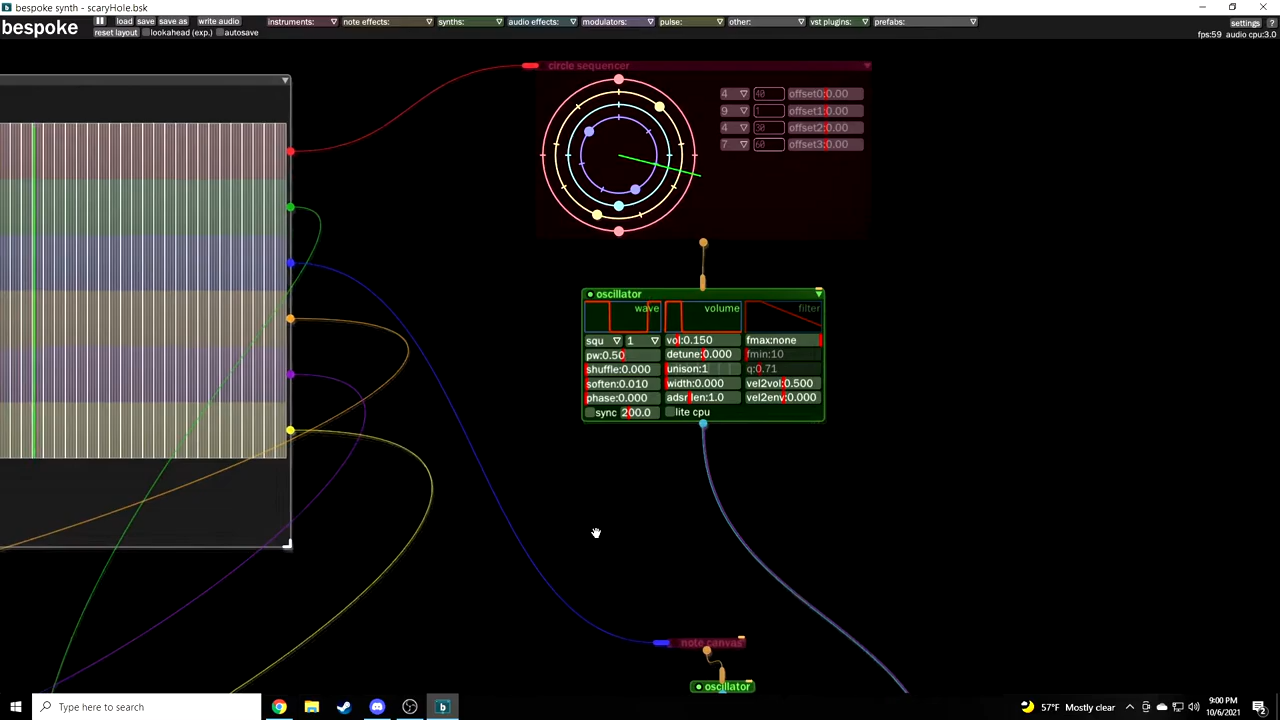 bespoke synth - scaryHole.bsk
bespoke
load save save as write audio
reset layout lookahead (exp.) autosave
instruments: note effects: synths: audio effects: modulators: pulse: other: vst plugins: prefabs:
settings ?
fps:59 audio cpu:3.0
circle sequencer
4 40 offset0:0.00
9 1 offset1:0.00
4 30 offset2:0.00
7 60 offset3:0.00
oscillator
wave volume filter
squ 1 vol:0.150 fmax:none
pw:0.50 detune:0.000 fmin:10
shuffle:0.000 unison:1 q:0.71
soften:0.010 width:0.000 vel2vol:0.500
phase:0.000 adsr len:1.0 vel2env:0.000
sync 200.0 lite cpu
note canvas
oscillator
Type here to search
b
57°F Mostly clear
9:00 PM
10/6/2021
2